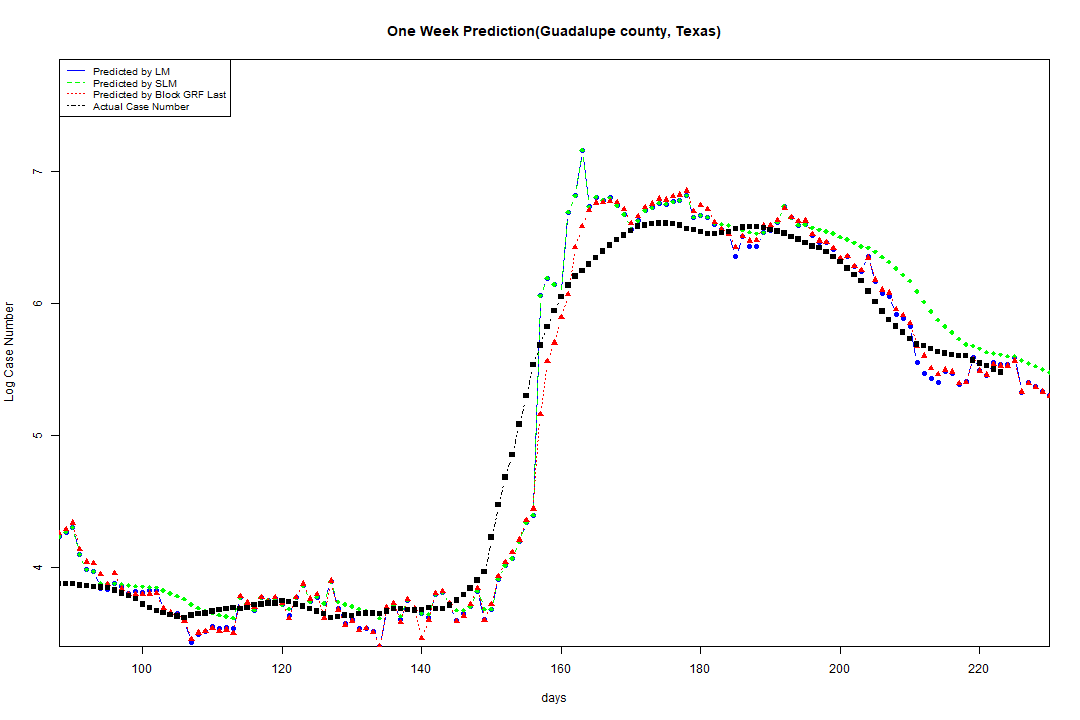 One Week Prediction(Guadalupe county, Texas)
Predicted by LM
Predicted by SLM
Predicted by Block GRF Last
Actual Case Number
Log Case Number
7
6
5
4
100 120 140 160 180 200 220
days